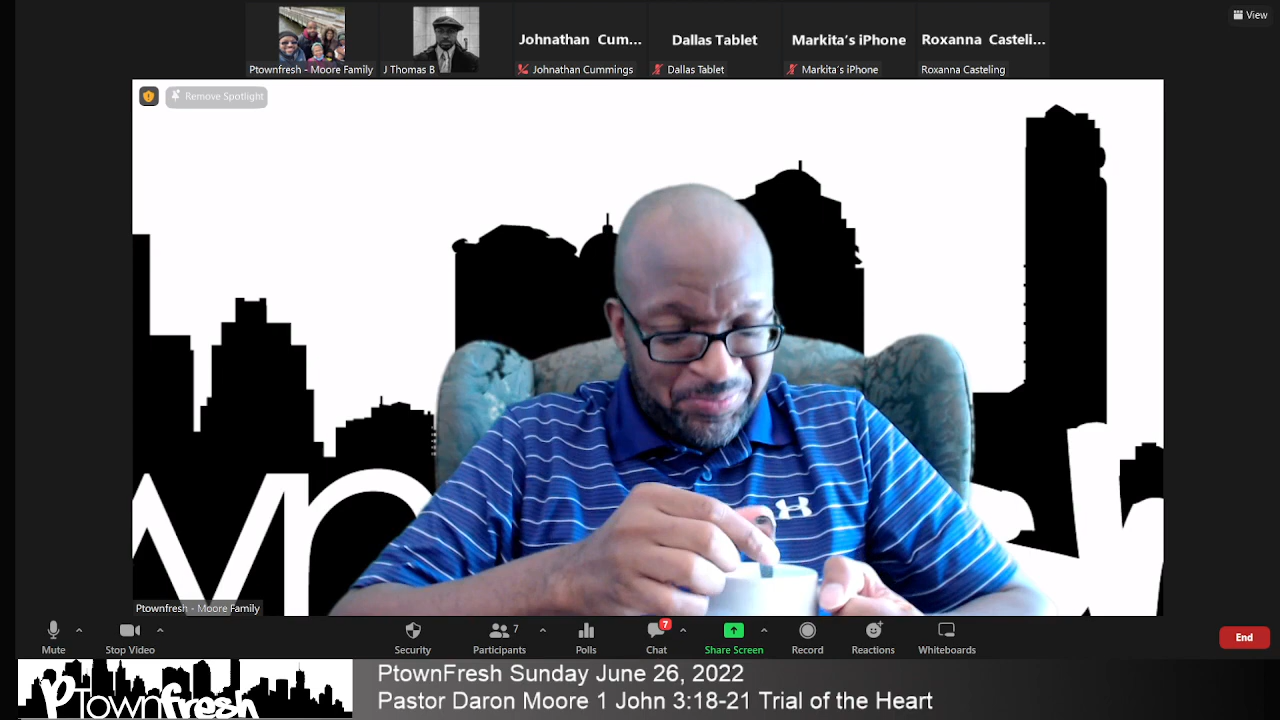 View
Johnathan Cum...
Dallas Tablet
Markita's iPhone
Roxanna Casteli...
Ptownfresh - Moore Family
J Thomas B
Johnathan Cummings
Dallas Tablet
Markita's iPhone
Roxanna Casteling
Remove Spotlight
wn
Ptownfresh - Moore Family
Mute
Stop Video
Security
7
Participants
Polls
7
Chat
Share Screen
Record
Reactions
Whiteboards
End
PTownfresh
PtownFresh Sunday June 26, 2022
Pastor Daron Moore 1 John 3:18-21 Trial of the Heart